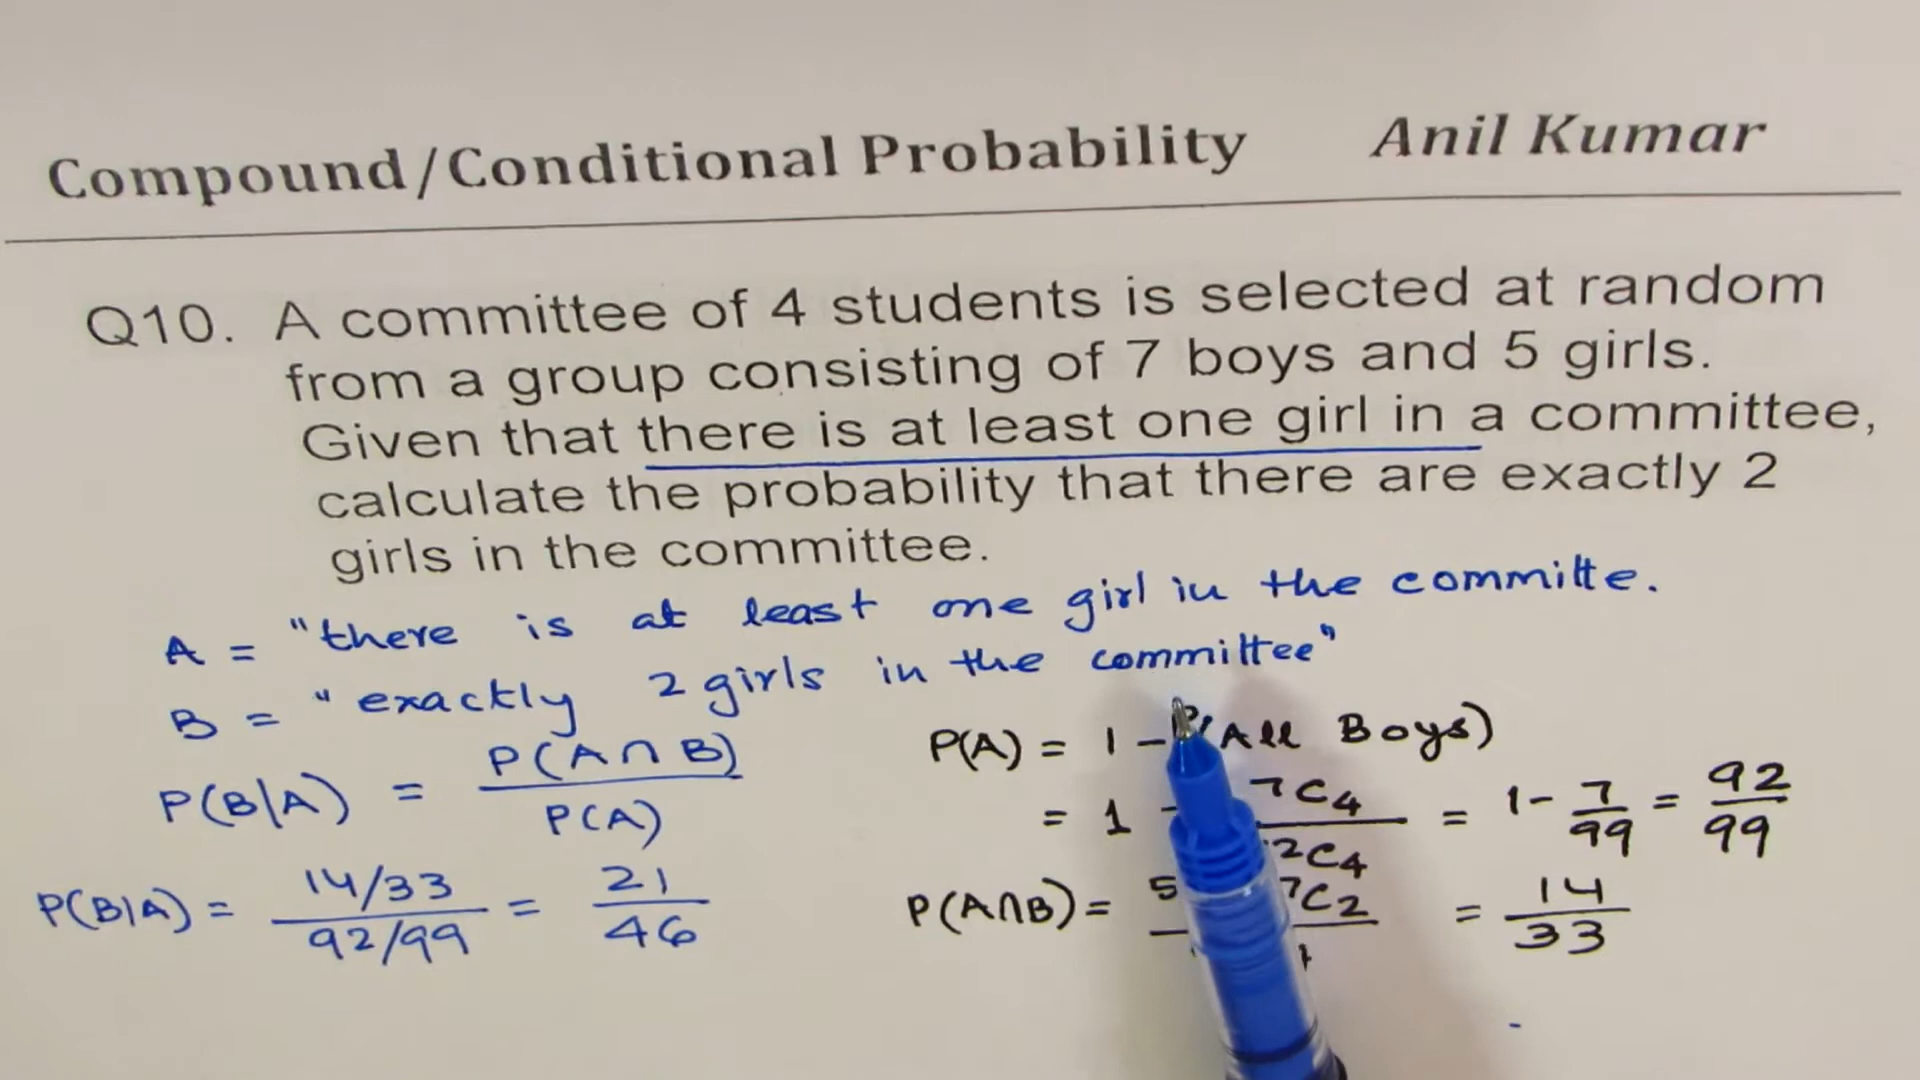 Compound/Conditional Probability Anil Kumar
Q10. A committee of 4 students is selected at random
from a group consisting of 7 boys and 5 girls.
Given that there is at least one girl in a committee,
calculate the probability that there are exactly 2
girls in the committee.
A = "there is at least one girl in the committe.
B = "exactly 2 girls in the committee"
P(B|A) = P(A∩B) / P(A)
P(B|A) = 14/33 / 92/99 = 21/46
P(A) = 1 - P(All Boys)
= 1 - 7C4 / 12C4 = 1 - 7/99 = 92/99
P(A∩B) = 5 7C2 = 14/33